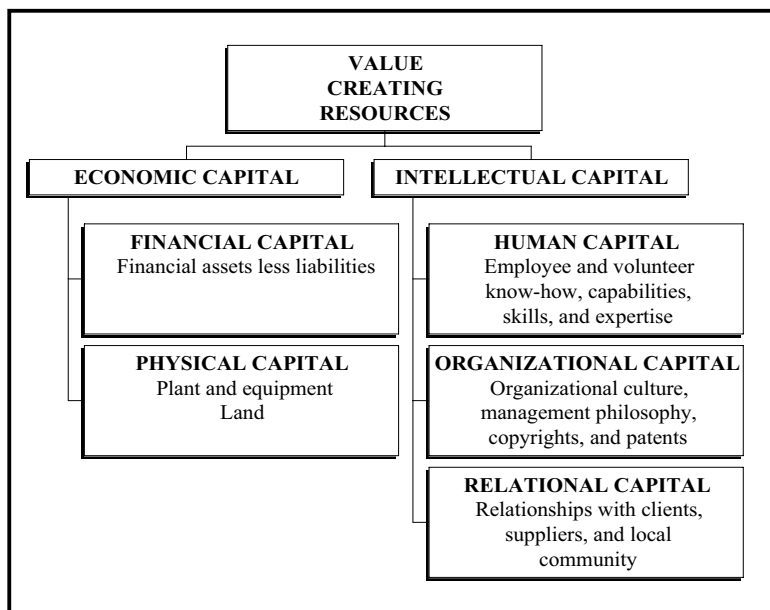 VALUE
CREATING
RESOURCES
ECONOMIC CAPITAL
INTELLECTUAL CAPITAL
FINANCIAL CAPITAL
Financial assets less liabilities
PHYSICAL CAPITAL
Plant and equipment
Land
HUMAN CAPITAL
Employee and volunteer
know-how, capabilities,
skills, and expertise
ORGANIZATIONAL CAPITAL
Organizational culture,
management philosophy,
copyrights, and patents
RELATIONAL CAPITAL
Relationships with clients,
suppliers, and local
community